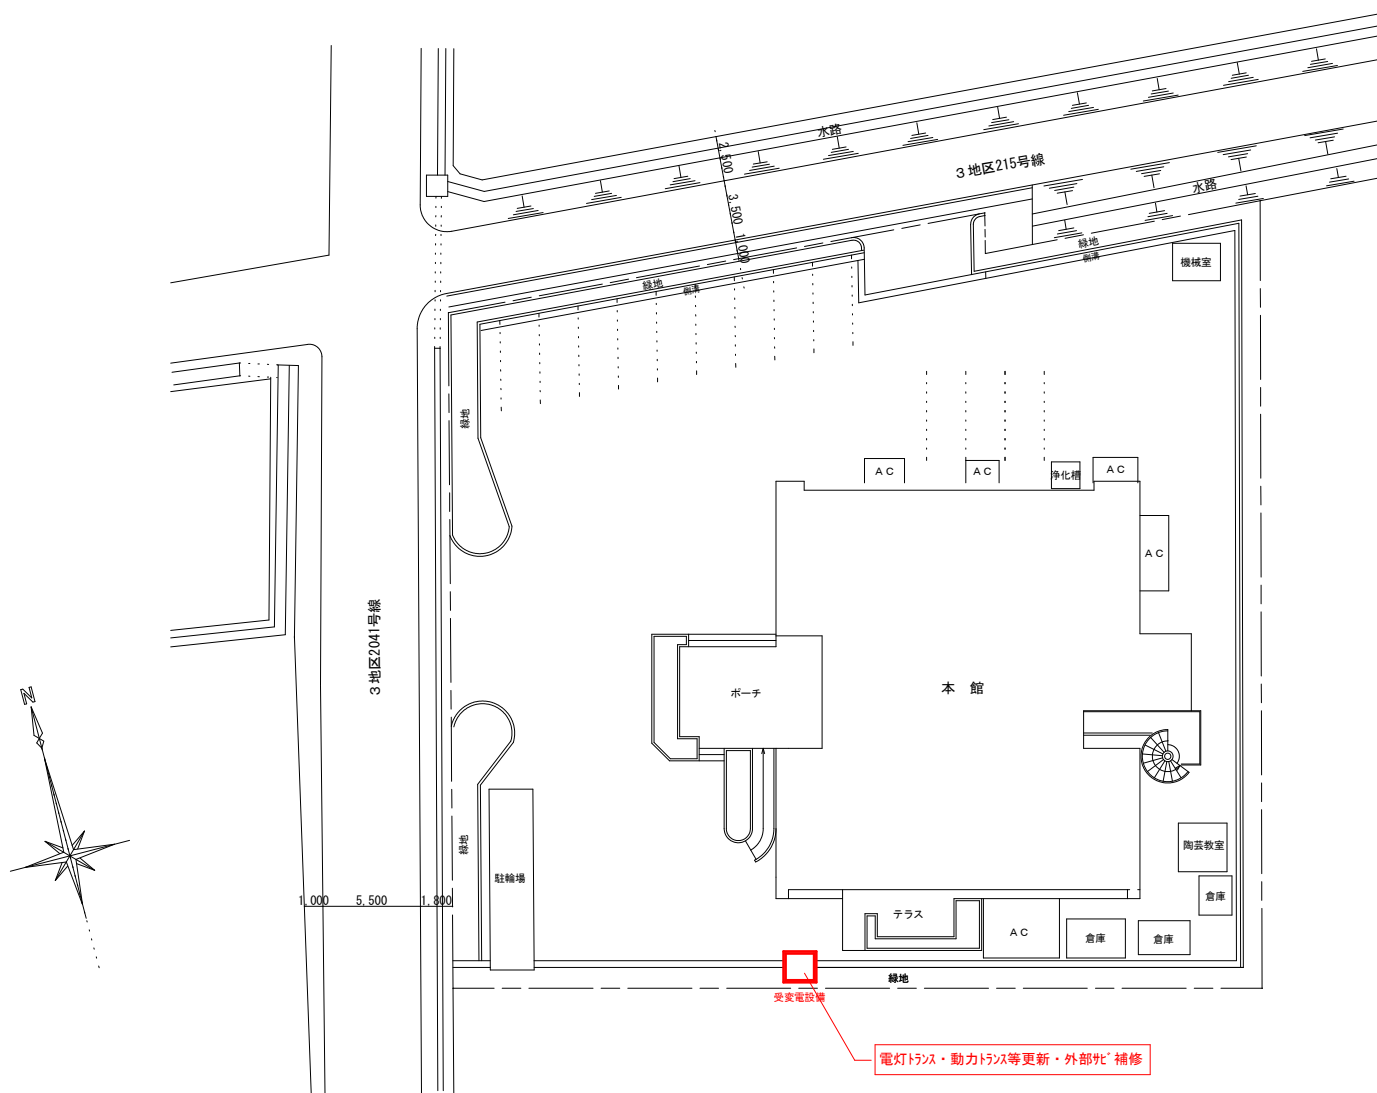 水路
3地区215号線
水路
2,500
3,500
1,000
緑地
側溝
機械室
緑地
側溝
緑地
AC
AC
浄化槽
AC
AC
3地区2041号線
N
ポーチ
本 館
緑地
駐輪場
陶芸教室
倉庫
1,000
5,500
1,800
テラス
AC
倉庫
倉庫
緑地
受変電設備
電灯トランス・動力トランス等更新・外部サビ補修